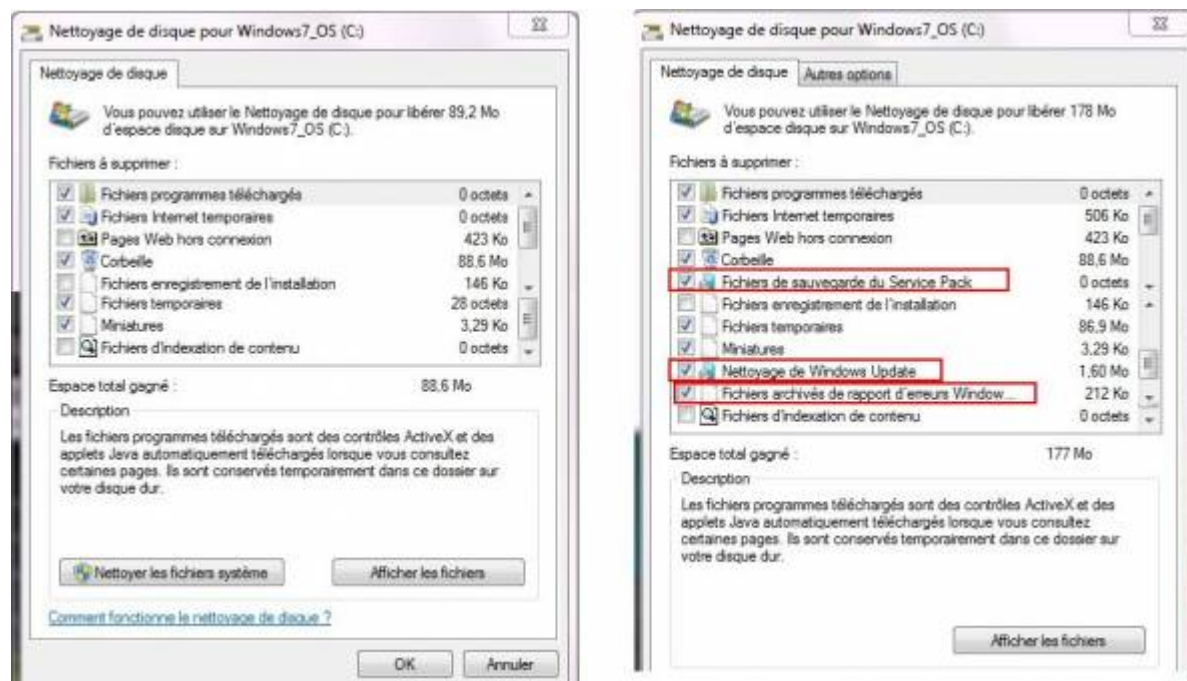 Nettoyage de disque pour Windows7_OS (C:)
Nettoyage de disque
Vous pouvez utiliser le Nettoyage de disque pour libérer 89,2 Mo
d'espace disque sur Windows7_OS (C:).
Fichiers à supprimer :
Fichiers programmes téléchargés 0 octets
Fichiers Internet temporaires 0 octets
Pages Web hors connexion 423 Ko
Corbeille 88,6 Mo
Fichiers enregistrement de l'installation 146 Ko
Fichiers temporaires 28 octets
Miniatures 3,29 Ko
Fichiers d'indexation de contenu 0 octets
Espace total gagné : 88,6 Mo
Description
Les fichiers programmes téléchargés sont des contrôles ActiveX et des
applets Java automatiquement téléchargés lorsque vous consultez
certaines pages. Ils sont conservés temporairement dans ce dossier sur
votre disque dur.
Nettoyer les fichiers système
Afficher les fichiers
Comment fonctionne le nettoyage de disque ?
OK
Annuler
Nettoyage de disque pour Windows7_OS (C:)
Nettoyage de disque
Autres options
Vous pouvez utiliser le Nettoyage de disque pour libérer 178 Mo
d'espace disque sur Windows7_OS (C:).
Fichiers à supprimer :
Fichiers programmes téléchargés 0 octets
Fichiers Internet temporaires 506 Ko
Pages Web hors connexion 423 Ko
Corbeille 88,6 Mo
Fichiers de sauvegarde du Service Pack 0 octets
Fichiers enregistrement de l'installation 146 Ko
Fichiers temporaires 86,9 Mo
Miniatures 3,29 Ko
Nettoyage de Windows Update 1,60 Mo
Fichiers archivés de rapport d'erreurs Window... 212 Ko
Fichiers d'indexation de contenu 0 octets
Espace total gagné : 177 Mo
Description
Les fichiers programmes téléchargés sont des contrôles ActiveX et des
applets Java automatiquement téléchargés lorsque vous consultez
certaines pages. Ils sont conservés temporairement dans ce dossier sur
votre disque dur.
Afficher les fichiers